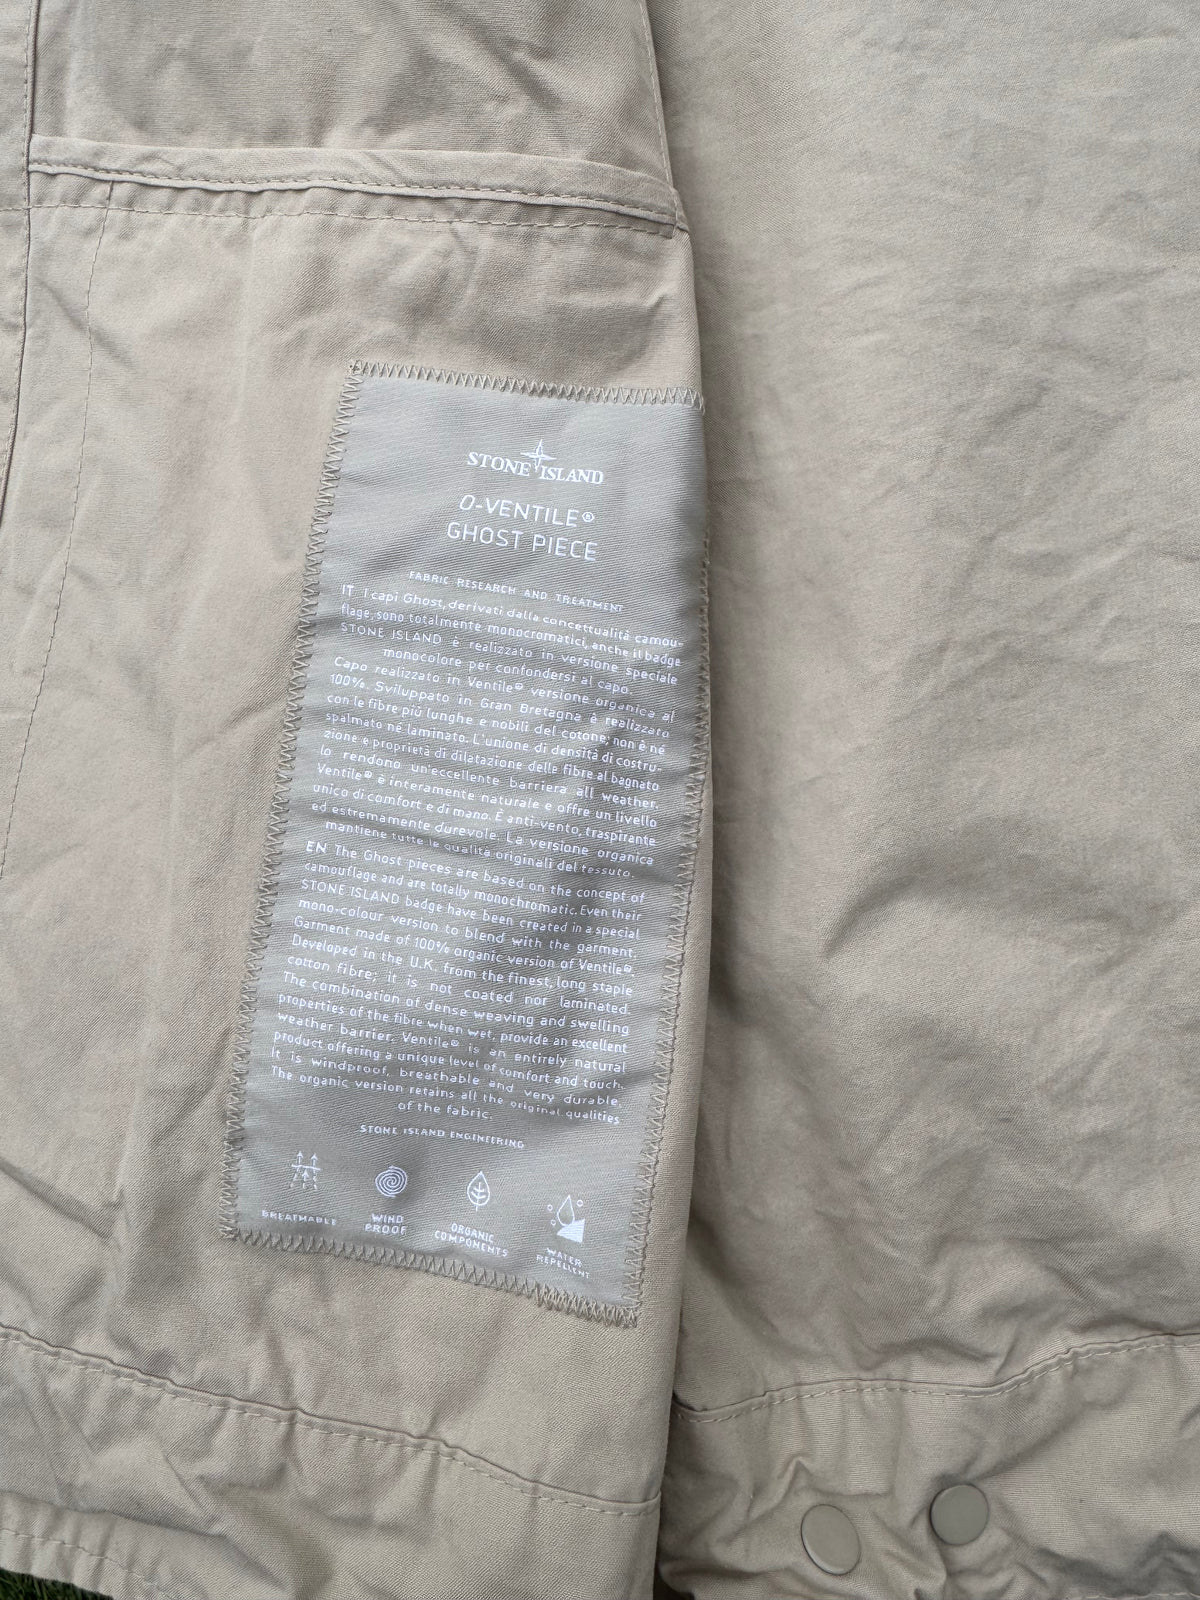 STONE ISLAND
O-VENTILE®
GHOST PIECE
FABRIC RESEARCH AND TREATMENT
IT I capi Ghost, derivati dalla concettualità camou-
flage, sono totalmente monocromatici, anche il badge
STONE ISLAND è realizzato in versione speciale
monocolore per confondersi al capo.
Capo realizzato in Ventile® versione organica al
100%. Sviluppato in Gran Bretagna è realizzato
con le fibre più lunghe e nobili del cotone; non è né
spalmato né laminato. L'unione di densità di costru-
zione e proprietà di dilatazione delle fibre al bagnato
lo rendono un'eccellente barriera all weather.
Ventile® è interamente naturale e offre un livello
unico di comfort e di mano. È anti-vento, traspirante
ed estremamente durevole. La versione organica
mantiene tutte le qualità originali del tessuto.
EN The Ghost pieces are based on the concept of
camouflage and are totally monochromatic. Even their
STONE ISLAND badge have been created in a special
mono-colour version to blend with the garment.
Garment made of 100% organic version of Ventile®.
Developed in the U.K. from the finest, long staple
cotton fibre; it is not coated nor laminated.
The combination of dense weaving and swelling
properties of the fibre when wet, provide an excellent
weather barrier. Ventile® is an entirely natural
product offering a unique level of comfort and touch.
It is windproof, breathable and very durable.
The organic version retains all the original qualities
of the fabric.
STONE ISLAND ENGINEERING
BREATHABLE
WIND
PROOF
ORGANIC
COMPONENTS
WATER
REPELLENT